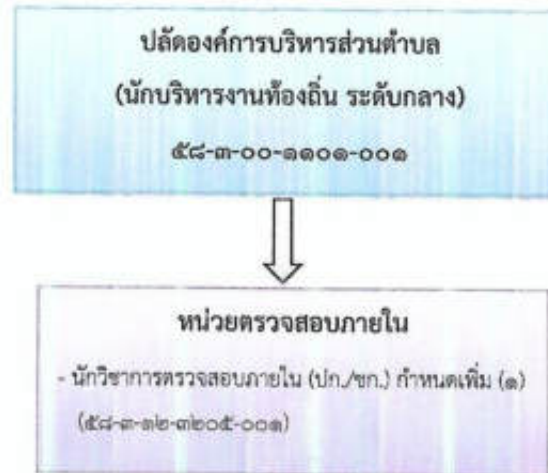 ปลัดองค์การบริหารส่วนตำบล
(นักบริหารงานท้องถิ่น ระดับกลาง)
๕๘-๓-๐๐-๑๑๐๑-๐๐๑
หน่วยตรวจสอบภายใน
- นักวิชาการตรวจสอบภายใน (ปก./ชก.) กำหนดเพิ่ม (๑)
(๕๘-๓-๑๒-๓๒๐๕-๐๐๑)